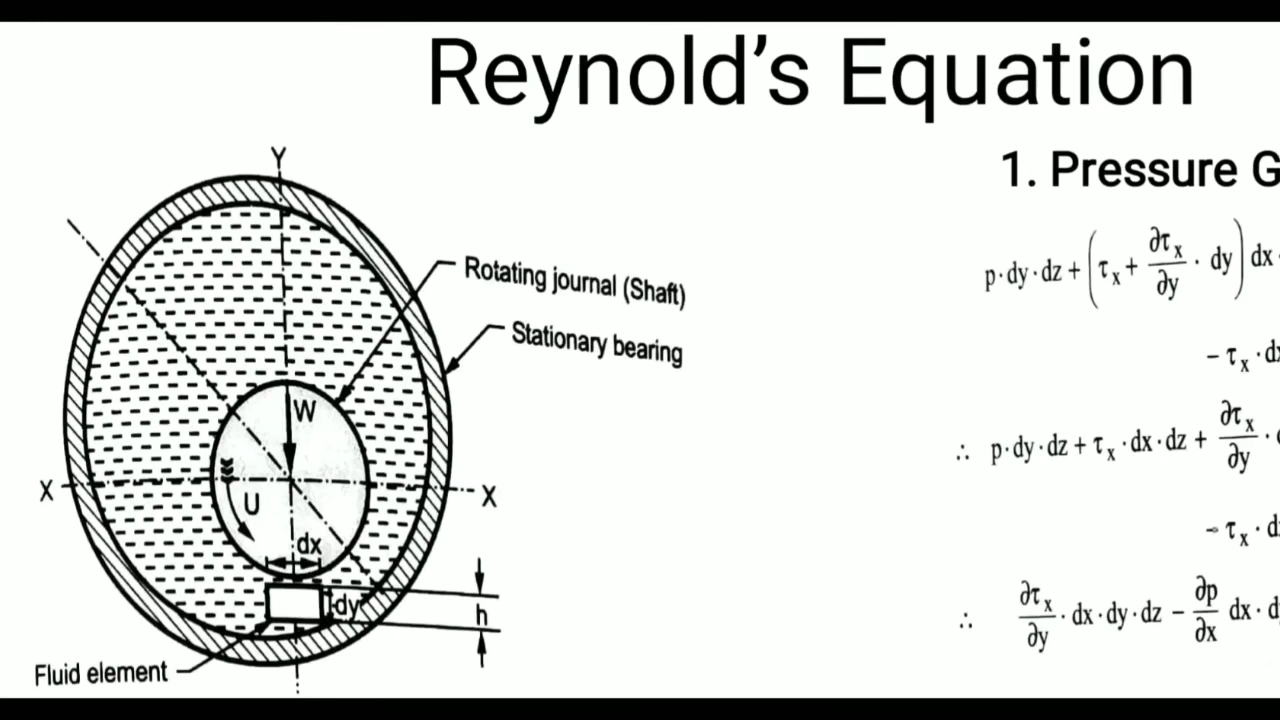 Reynold's Equation
1. Pressure G
Y
Rotating journal (Shaft)
Stationary bearing
W
X
X
U
dx
dy
h
Fluid element
p·dy·dz + (τₓ + ∂τₓ/∂y · dy) dx ·
− τₓ · dx
∴ p·dy·dz + τₓ · dx·dz + ∂τₓ/∂y ·
− τₓ · d
∴ ∂τₓ/∂y · dx·dy·dz − ∂p/∂x dx · d